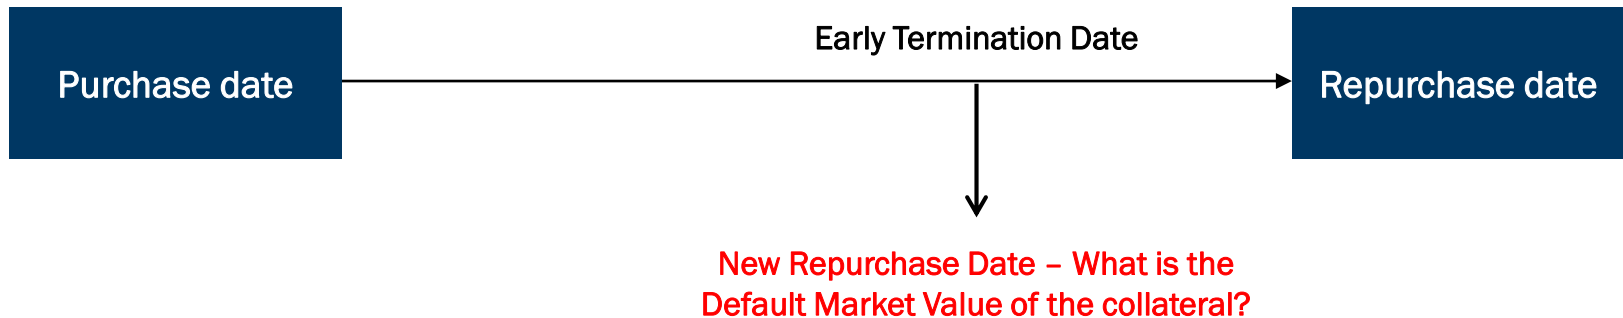 Early Termination Date
Purchase date
Repurchase date
New Repurchase Date – What is the
Default Market Value of the collateral?